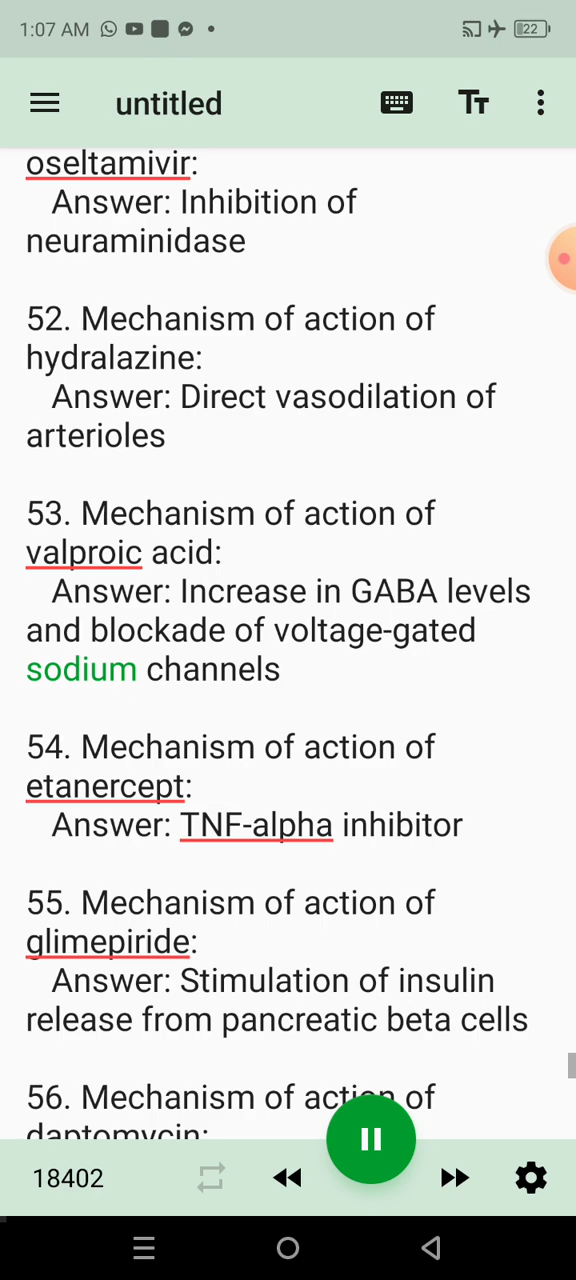 1:07 AM
22
untitled
Tт
oseltamivir:
Answer: Inhibition of
neuraminidase
52. Mechanism of action of
hydralazine:
Answer: Direct vasodilation of
arterioles
53. Mechanism of action of
valproic acid:
Answer: Increase in GABA levels
and blockade of voltage-gated
sodium channels
54. Mechanism of action of
etanercept:
Answer: TNF-alpha inhibitor
55. Mechanism of action of
glimepiride:
Answer: Stimulation of insulin
release from pancreatic beta cells
56. Mechanism of action of
daptomycin:
18402